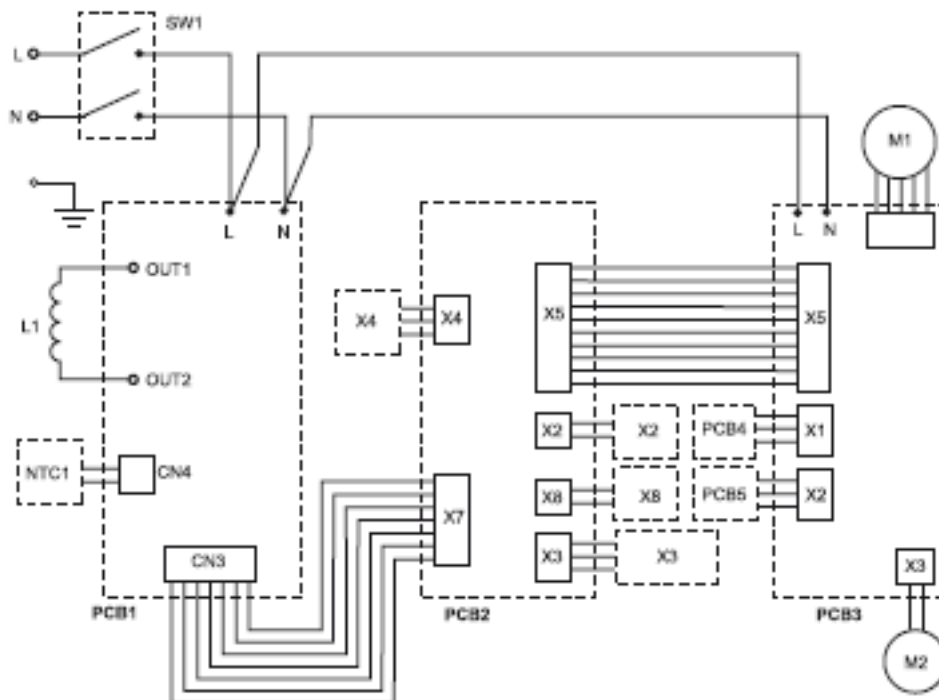 SW1
L
N
M1
L N
L N
OUT1
L1
OUT2
X4 X4
X5
X5
X2 X2
PCB4 X1
NTC1 CN4
X7
X8 X8
PCB5 X2
X3 X3
CN3
X3
PCB1
PCB2
PCB3
M2